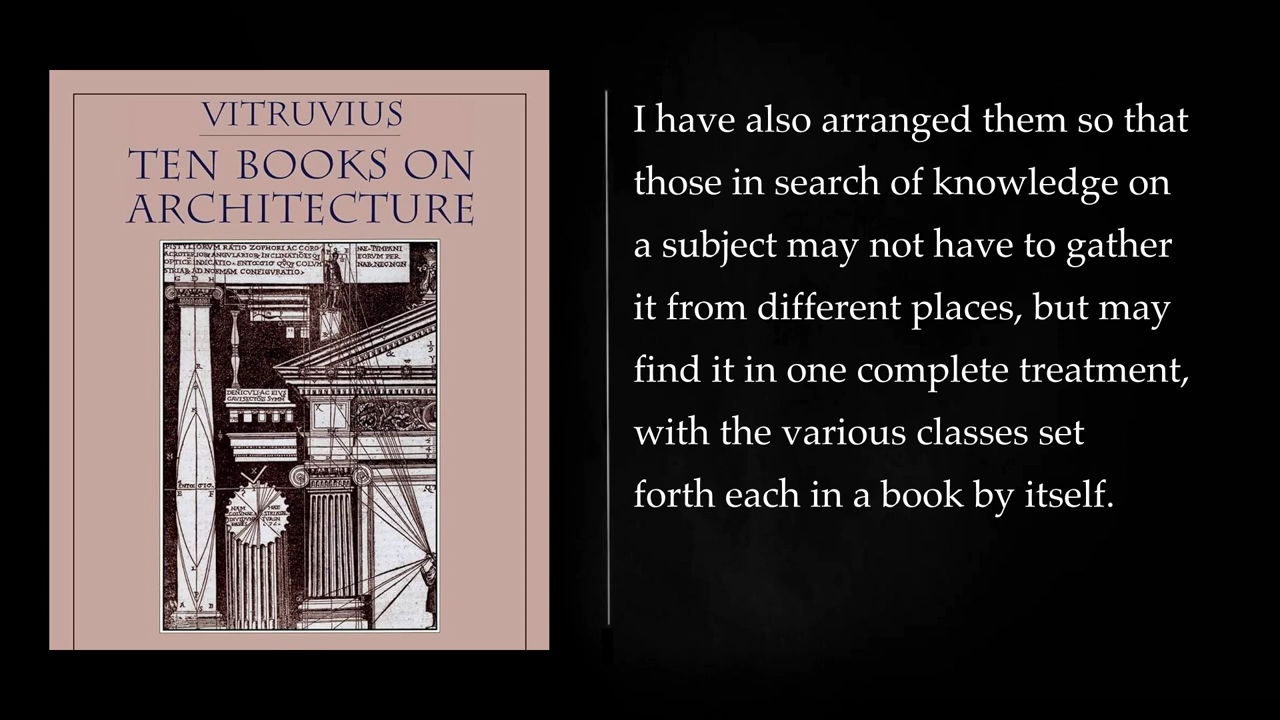 VITRUVIUS
TEN BOOKS ON
ARCHITECTURE
I have also arranged them so that
those in search of knowledge on
a subject may not have to gather
it from different places, but may
find it in one complete treatment,
with the various classes set
forth each in a book by itself.